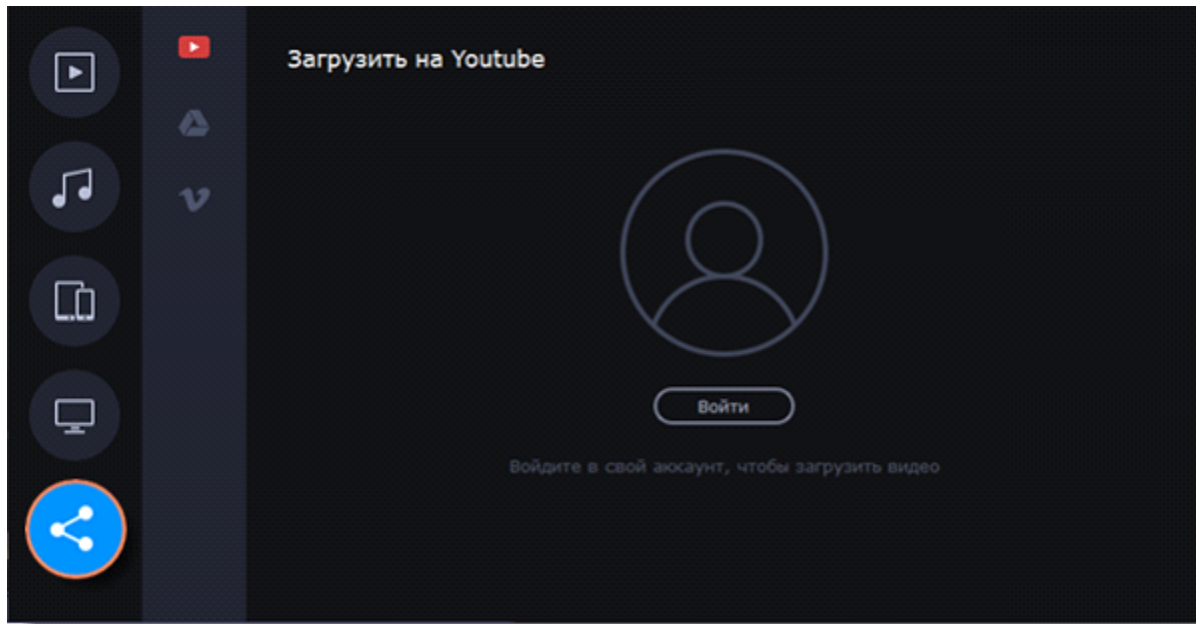 Загрузить на Youtube
Войти
Войдите в свой аккаунт, чтобы загрузить видео